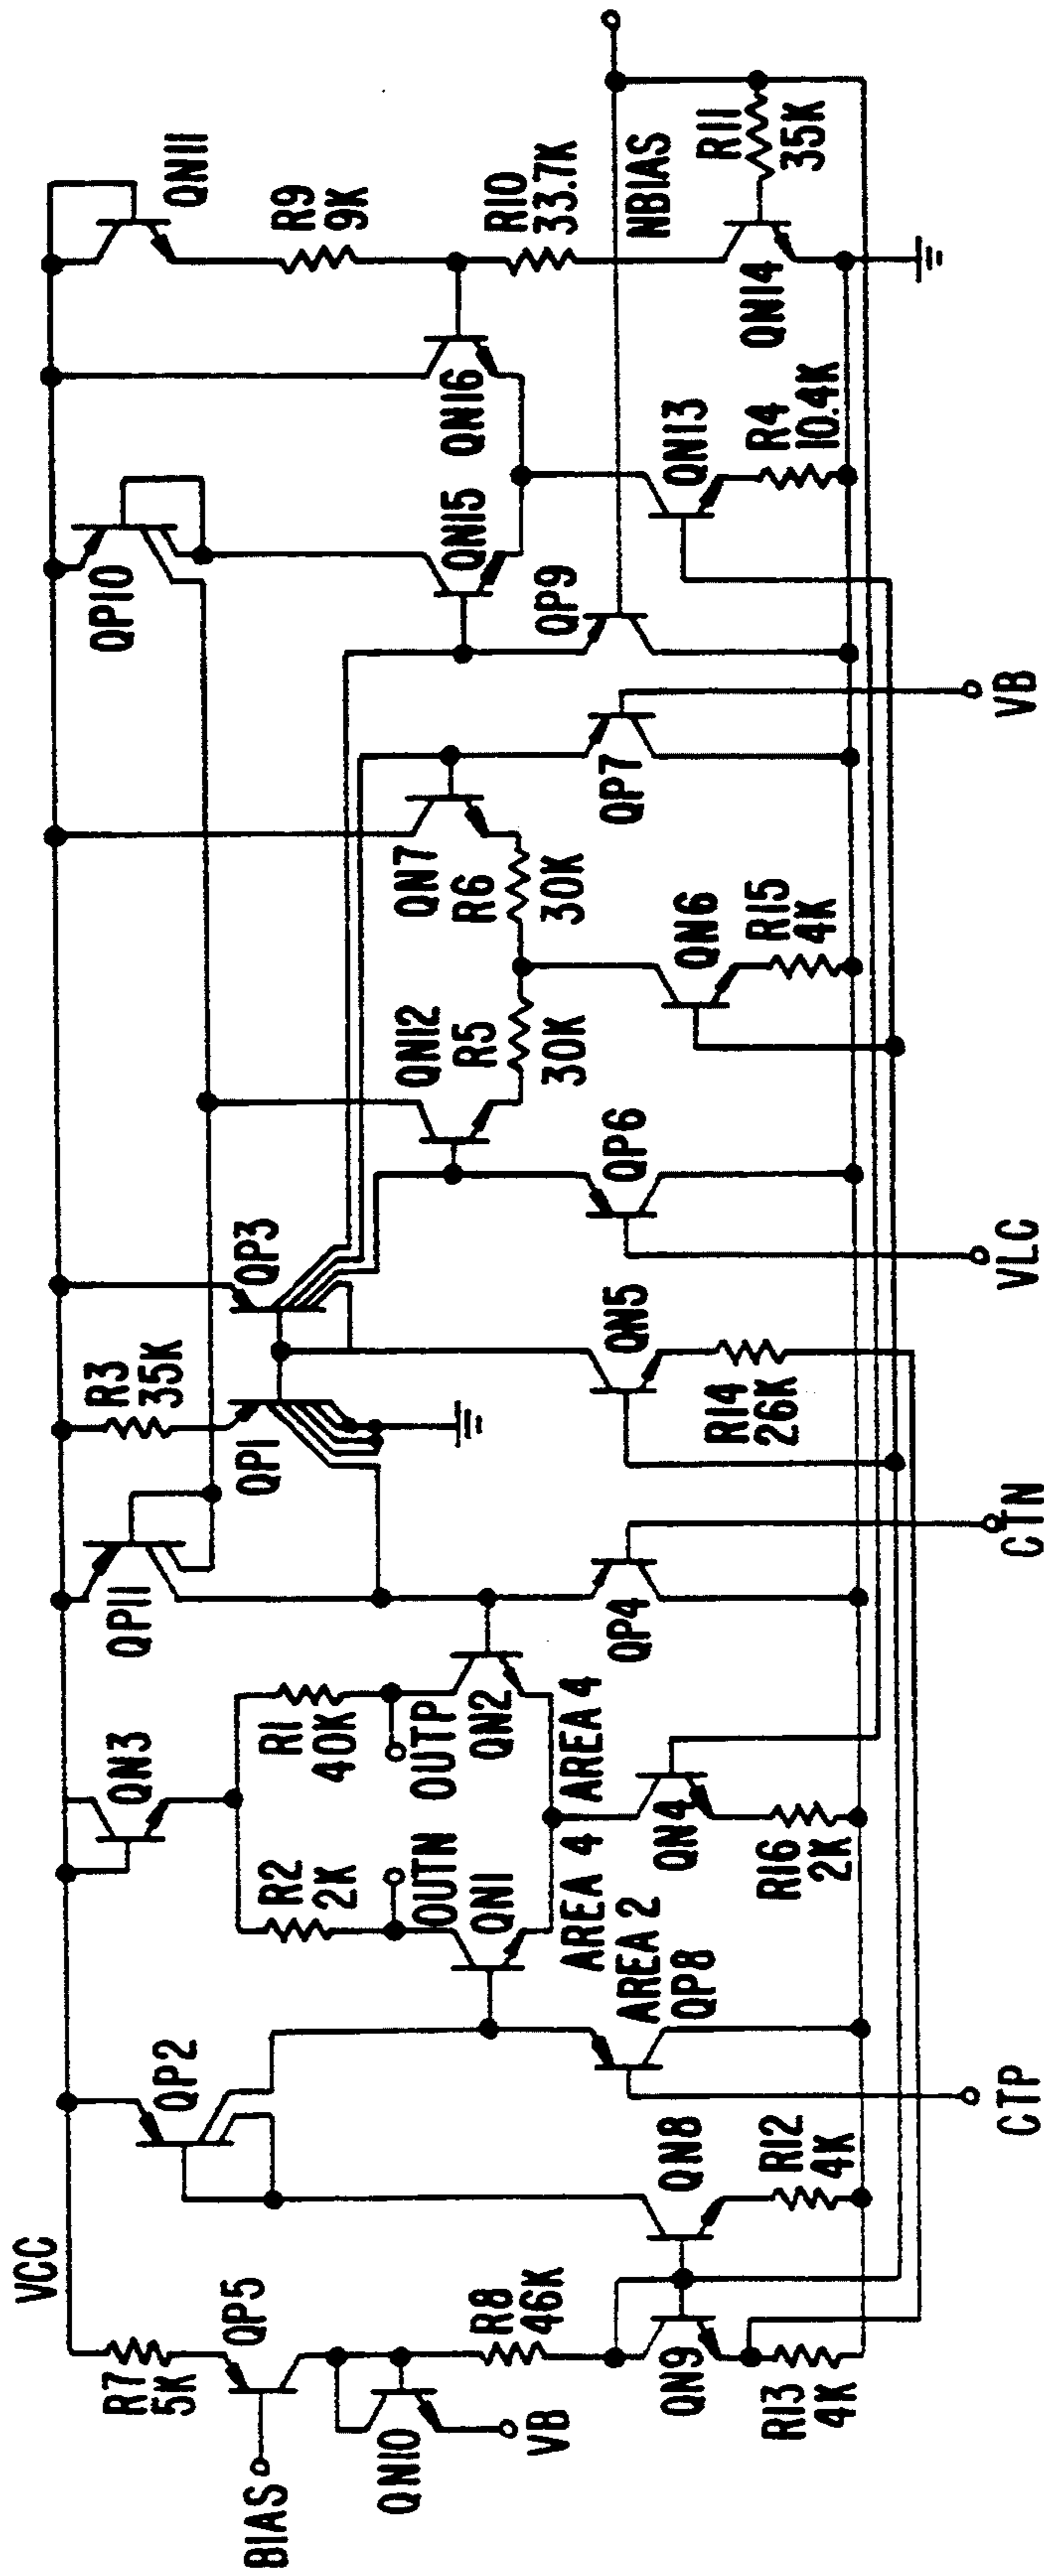 VCC
R7
5K
QP5
BIAS
QN10
VB
R8
46K
QN9
R13
4K
QP2
QN8
R12
4K
CTP
QN3
R2
2K
R1
40K
OUTN
OUTP
QN1
QN2
AREA 4
AREA 4
AREA 2
QP8
QN4
R16
2K
QP11
QP4
CTN
R3
35K
QP1
QP3
QN5
R14
26K
QP6
VLC
QN12
R5
30K
QN7
R6
30K
QN6
R15
4K
QP7
VB
QP10
QN15
QP9
QN16
QN13
R4
10.4K
QN11
R9
9K
R10
33.7K
NBIAS
QN14
R11
35K